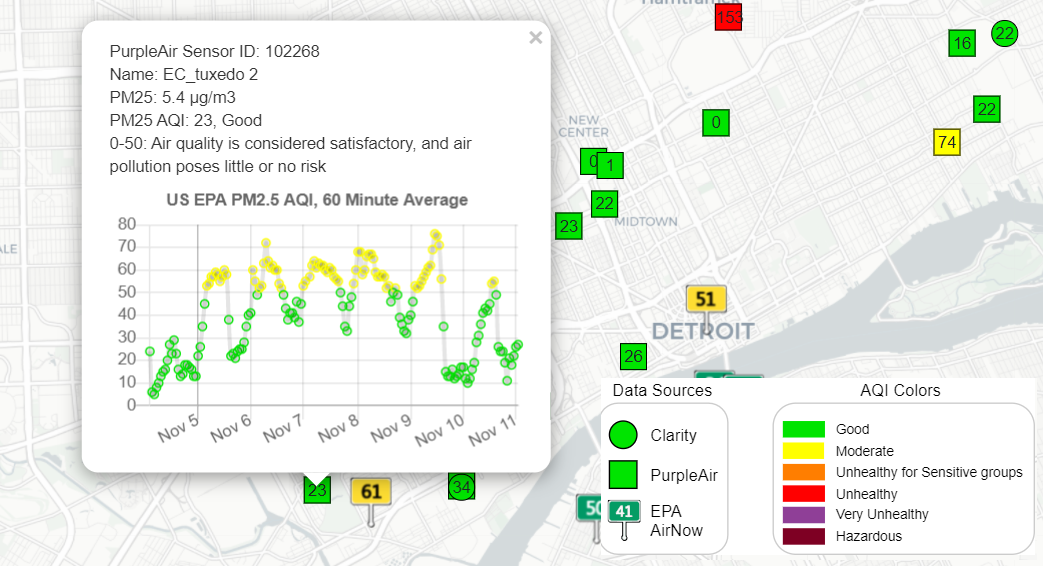 Hamtramck
153
16
22
22
0
74
NEW
CENTER
0
1
22
23
MIDTOWN
51
DETROIT
26
PurpleAir Sensor ID: 102268
Name: EC_tuxedo 2
PM25: 5.4 µg/m3
PM25 AQI: 23, Good
0-50: Air quality is considered satisfactory, and air
pollution poses little or no risk
×
US EPA PM2.5 AQI, 60 Minute Average
80
70
60
50
40
30
20
10
0
Nov 5
Nov 6
Nov 7
Nov 8
Nov 9
Nov 10
Nov 11
ALE
23
61
34
50
Data Sources
Clarity
PurpleAir
41
EPA
AirNow
AQI Colors
Good
Moderate
Unhealthy for Sensitive groups
Unhealthy
Very Unhealthy
Hazardous